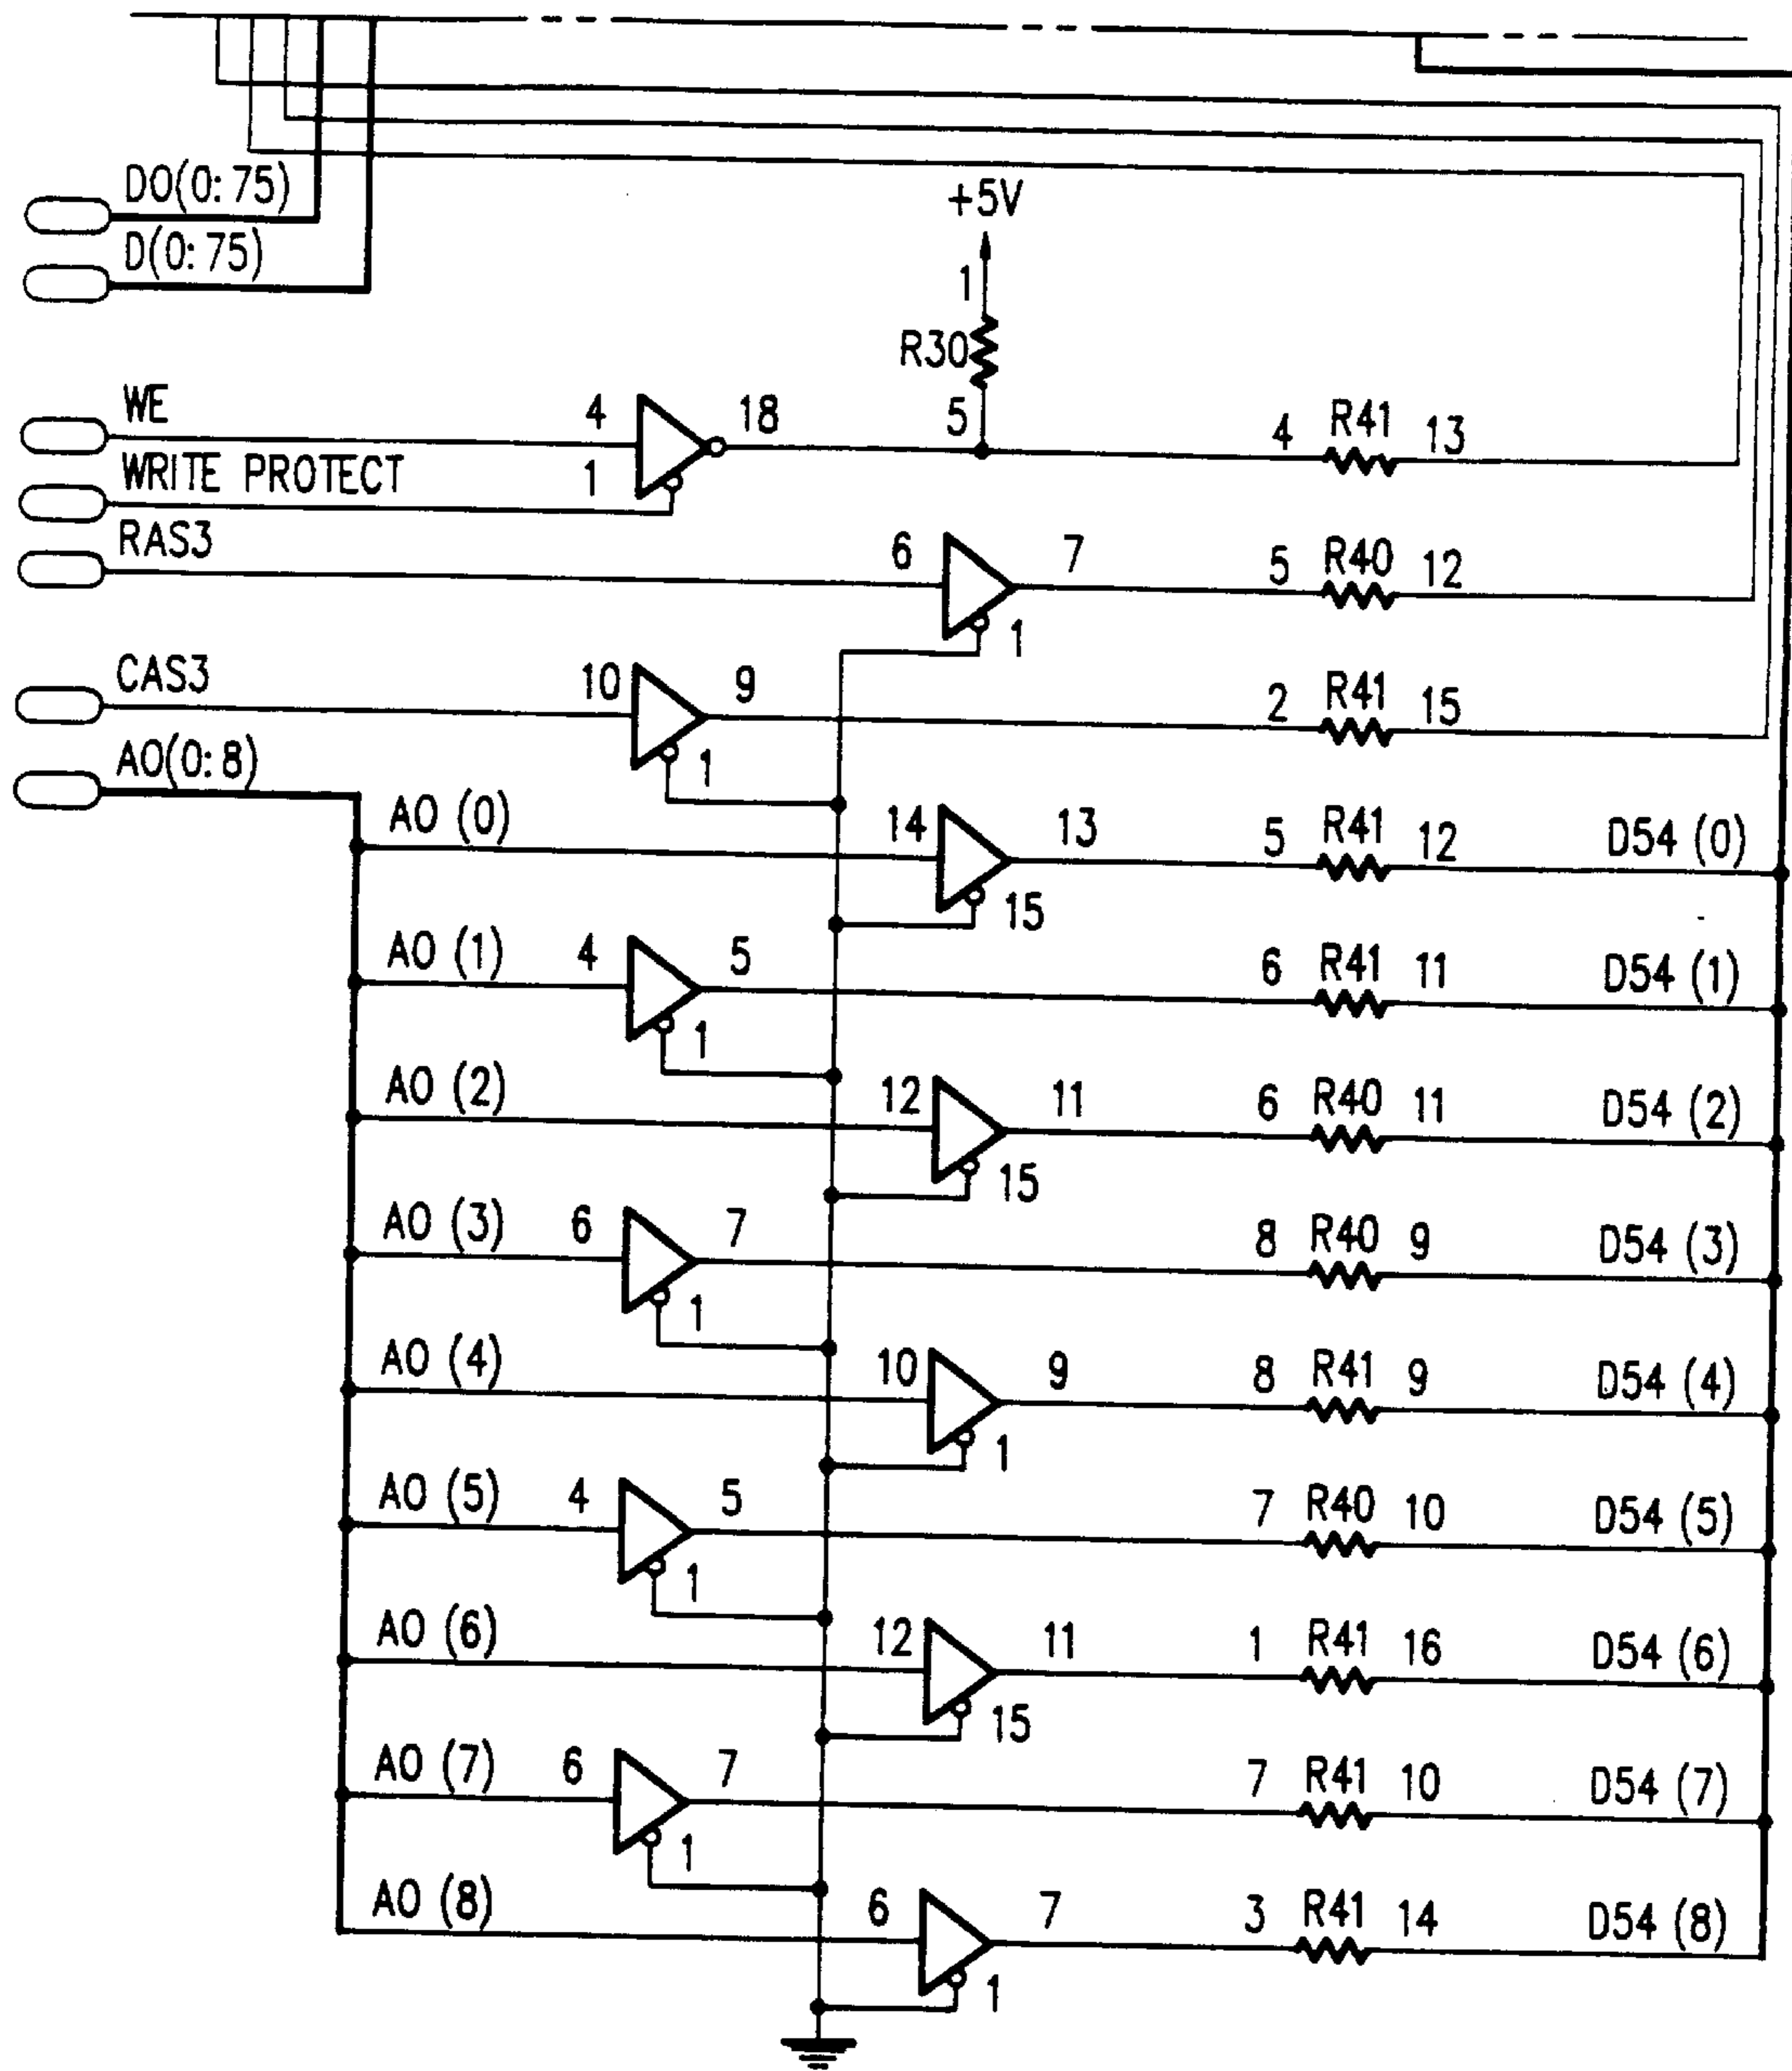 DO(0:75)
D(0:75)
+5V
1
R30
5
WE
4
18
4
R41
13
WRITE PROTECT
1
RAS3
6
7
5
R40
12
1
CAS3
10
9
2
R41
15
1
AO(0:8)
AO (0)
14
13
5
R41
12
D54 (0)
15
AO (1)
4
5
6
R41
11
D54 (1)
1
AO (2)
12
11
6
R40
11
D54 (2)
15
AO (3)
6
7
8
R40
9
D54 (3)
1
AO (4)
10
9
8
R41
9
D54 (4)
1
AO (5)
4
5
7
R40
10
D54 (5)
1
AO (6)
12
11
1
R41
16
D54 (6)
15
AO (7)
6
7
7
R41
10
D54 (7)
1
AO (8)
6
7
3
R41
14
D54 (8)
1